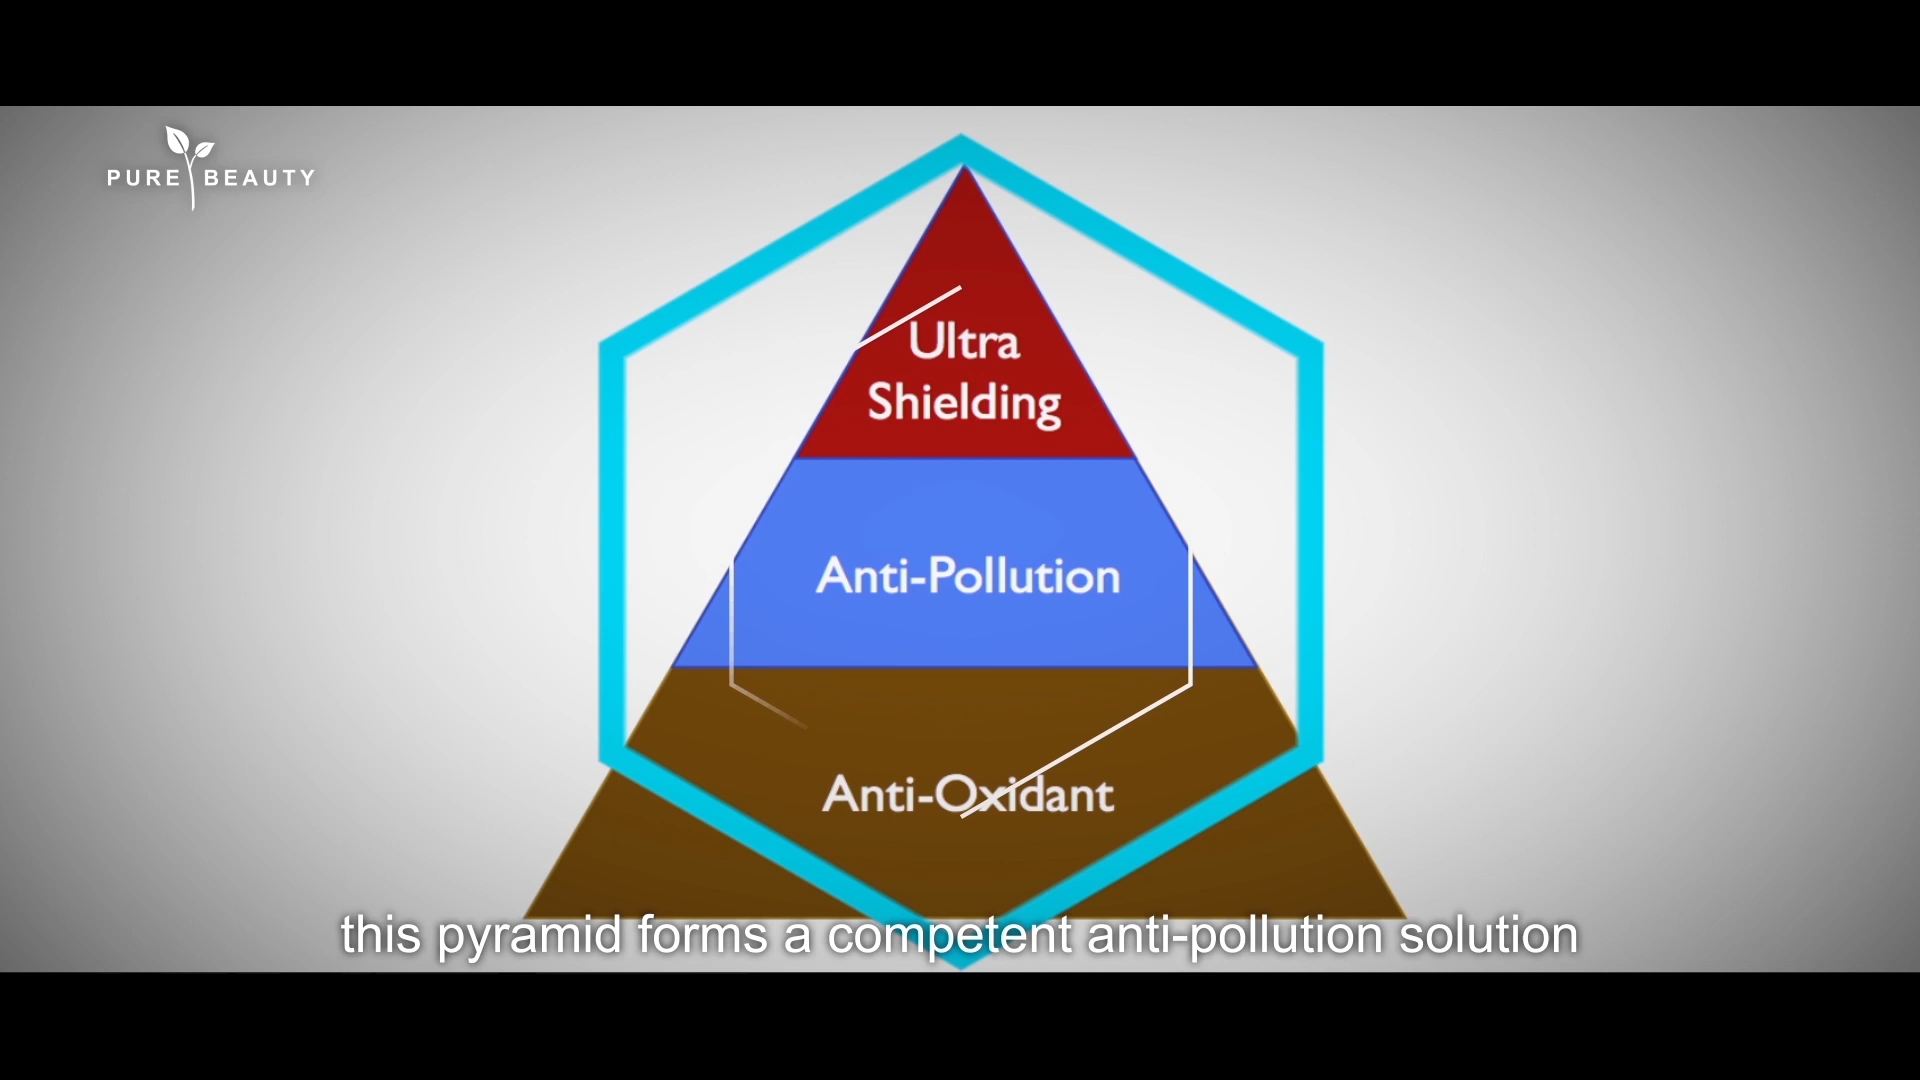 PURE BEAUTY
Ultra
Shielding
Anti-Pollution
Anti-Oxidant
this pyramid forms a competent anti-pollution solution